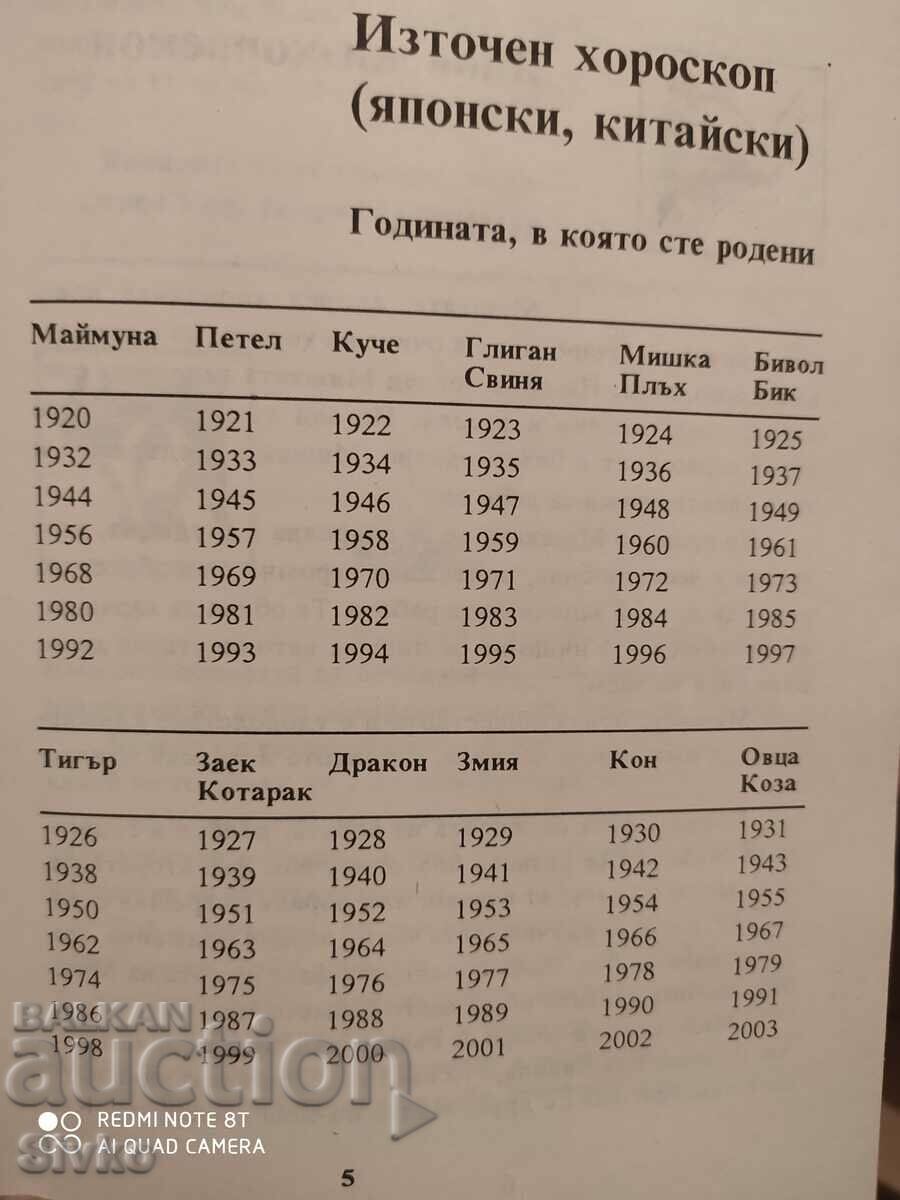 Източен хороскоп
(японски, китайски)
Годината, в която сте родени
Маймуна Петел Куче Глиган Мишка Бивол
Свиня Плъх Бик
1920 1921 1922 1923 1924 1925
1932 1933 1934 1935 1936 1937
1944 1945 1946 1947 1948 1949
1956 1957 1958 1959 1960 1961
1968 1969 1970 1971 1972 1973
1980 1981 1982 1983 1984 1985
1992 1993 1994 1995 1996 1997
Тигър Заек Дракон Змия Кон Овца
Котарак Коза
1926 1927 1928 1929 1930 1931
1938 1939 1940 1941 1942 1943
1950 1951 1952 1953 1954 1955
1962 1963 1964 1965 1966 1967
1974 1975 1976 1977 1978 1979
1986 1987 1988 1989 1990 1991
1998 1999 2000 2001 2002 2003
BALKAN
auction
REDMI NOTE 8T
AI QUAD CAMERA
Sivko
5